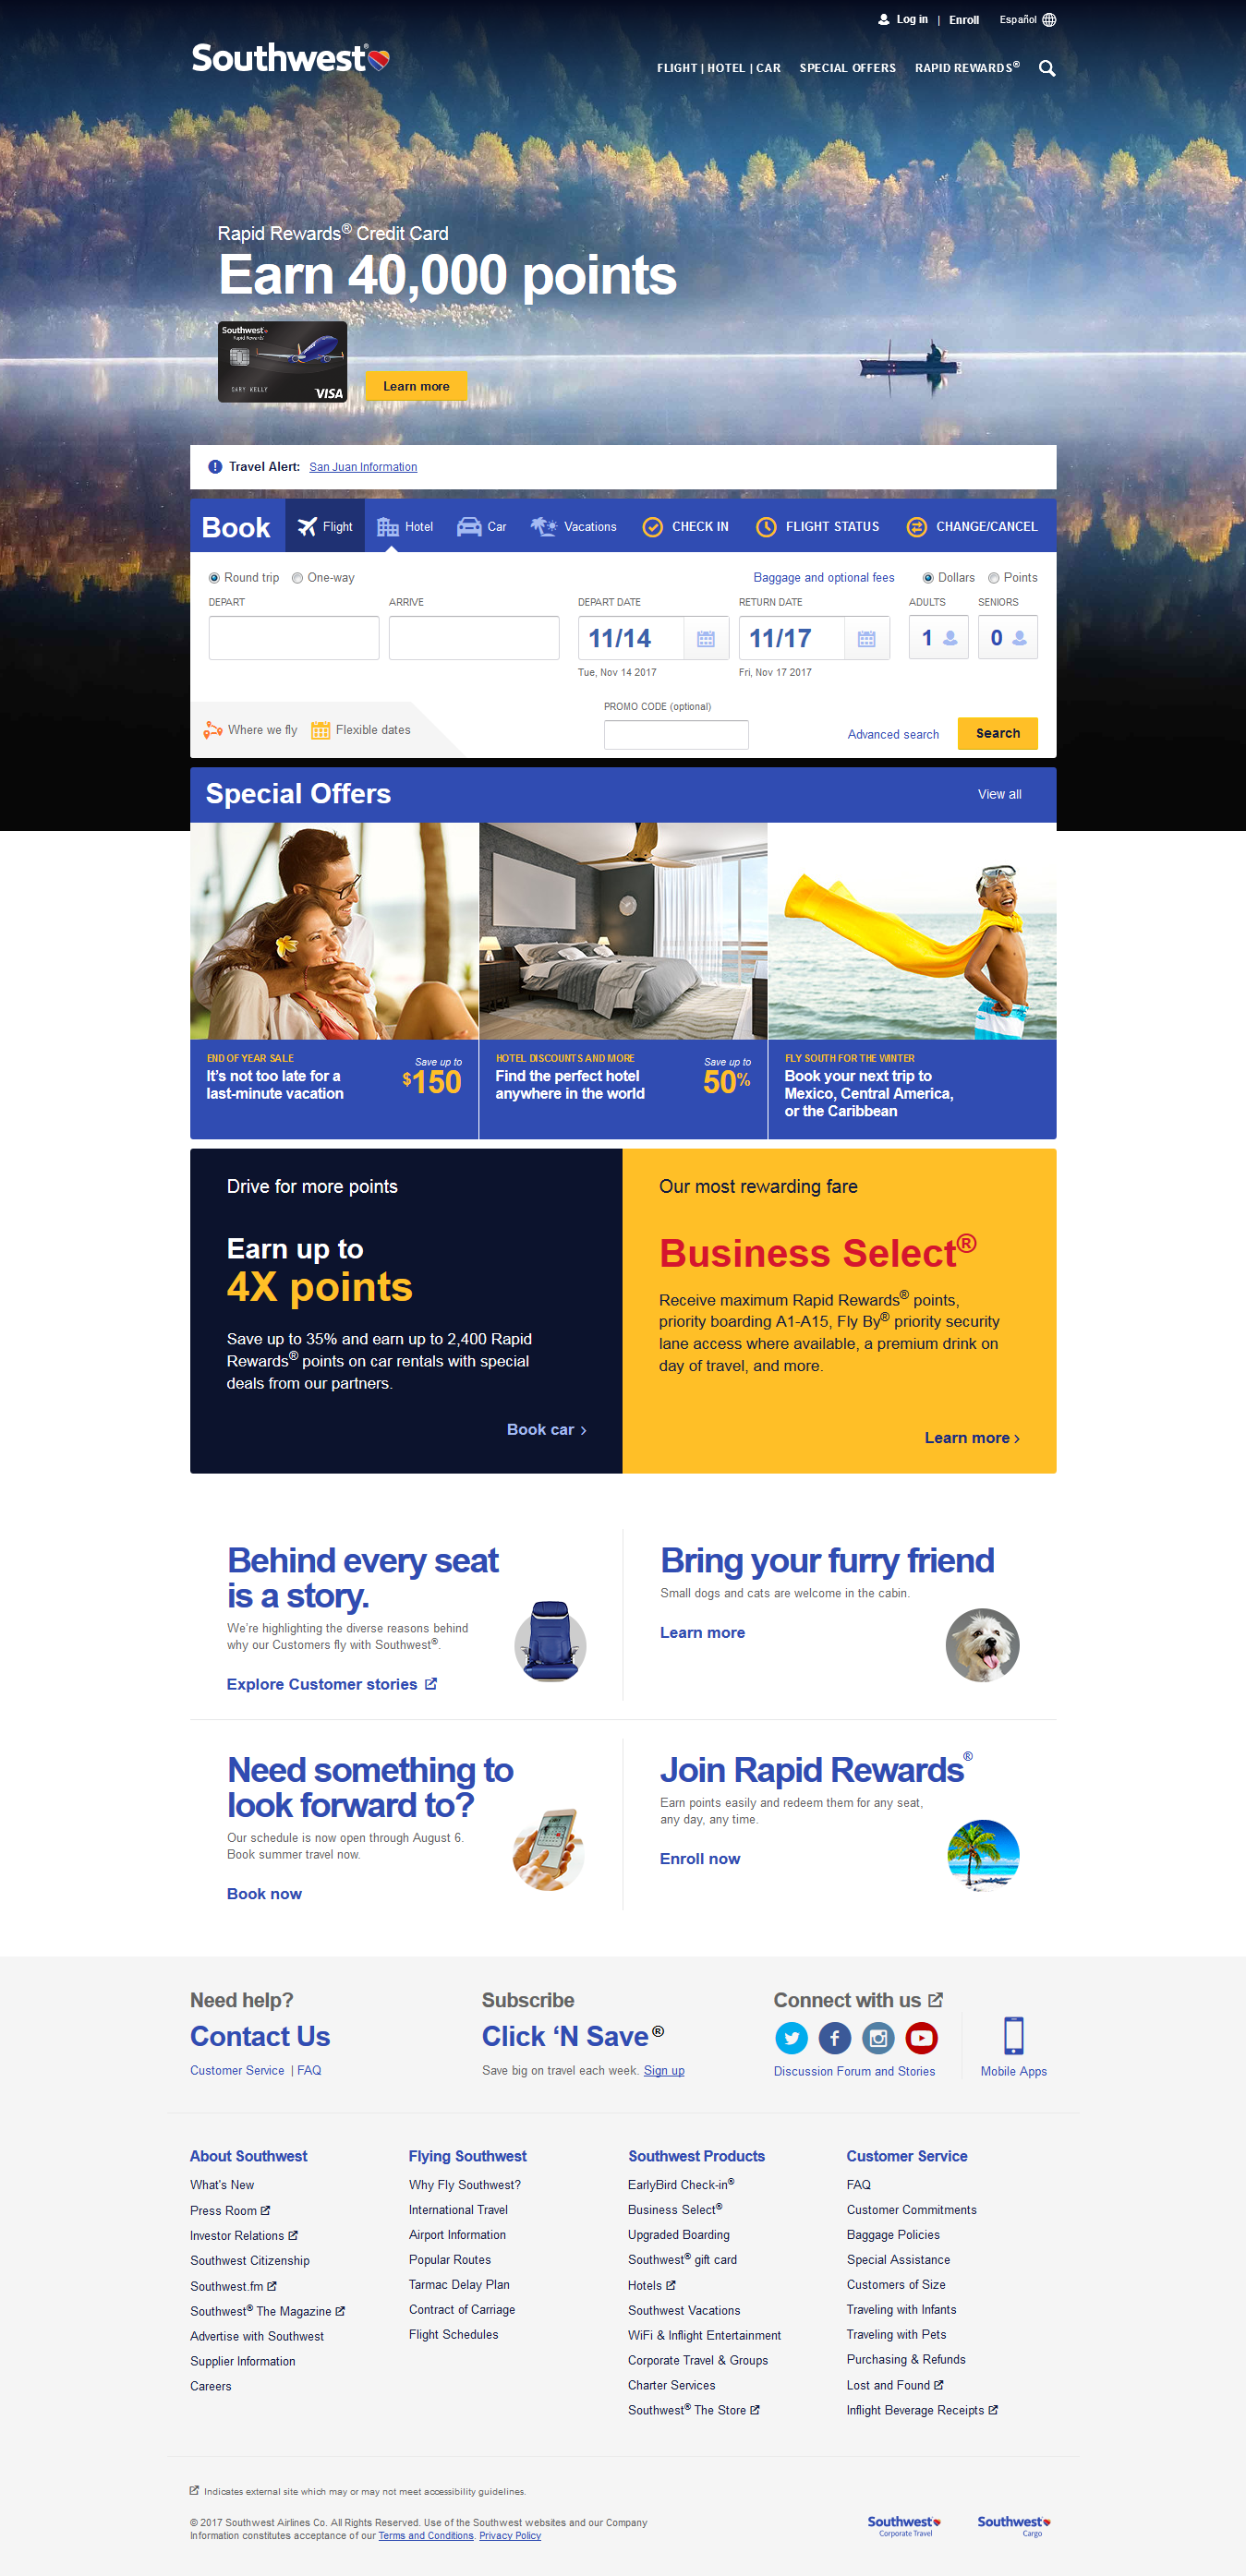 Log in | Enroll Español
Southwest®
FLIGHT | HOTEL | CAR SPECIAL OFFERS RAPID REWARDS®
Rapid Rewards® Credit Card
Earn 40,000 points
Southwest
Rapid Rewards
VISA
Learn more
Travel Alert: San Juan Information
Book Flight Hotel Car Vacations CHECK IN FLIGHT STATUS CHANGE/CANCEL
Round trip One-way Baggage and optional fees Dollars Points
DEPART ARRIVE DEPART DATE RETURN DATE ADULTS SENIORS
11/14 11/17 1 0
Tue, Nov 14 2017 Fri, Nov 17 2017
PROMO CODE (optional)
Where we fly Flexible dates Advanced search Search
Special Offers View all
END OF YEAR SALE
It's not too late for a
last-minute vacation
Save up to
$150
HOTEL DISCOUNTS AND MORE
Find the perfect hotel
anywhere in the world
Save up to
50%
FLY SOUTH FOR THE WINTER
Book your next trip to
Mexico, Central America,
or the Caribbean
Drive for more points
Earn up to
4X points
Save up to 35% and earn up to 2,400 Rapid
Rewards® points on car rentals with special
deals from our partners.
Book car ›
Our most rewarding fare
Business Select®
Receive maximum Rapid Rewards® points,
priority boarding A1-A15, Fly By® priority security
lane access where available, a premium drink on
day of travel, and more.
Learn more ›
Behind every seat
is a story.
We're highlighting the diverse reasons behind
why our Customers fly with Southwest®.
Explore Customer stories
Bring your furry friend
Small dogs and cats are welcome in the cabin.
Learn more
Need something to
look forward to?
Our schedule is now open through August 6.
Book summer travel now.
Book now
Join Rapid Rewards®
Earn points easily and redeem them for any seat,
any day, any time.
Enroll now
Need help?
Contact Us
Customer Service | FAQ
Subscribe
Click 'N Save®
Save big on travel each week. Sign up
Connect with us
Discussion Forum and Stories
Mobile Apps
About Southwest
What's New
Press Room
Investor Relations
Southwest Citizenship
Southwest.fm
Southwest® The Magazine
Advertise with Southwest
Supplier Information
Careers
Flying Southwest
Why Fly Southwest?
International Travel
Airport Information
Popular Routes
Tarmac Delay Plan
Contract of Carriage
Flight Schedules
Southwest Products
EarlyBird Check-in®
Business Select®
Upgraded Boarding
Southwest® gift card
Hotels
Southwest Vacations
WiFi & Inflight Entertainment
Corporate Travel & Groups
Charter Services
Southwest® The Store
Customer Service
FAQ
Customer Commitments
Baggage Policies
Special Assistance
Customers of Size
Traveling with Infants
Traveling with Pets
Purchasing & Refunds
Lost and Found
Inflight Beverage Receipts
Indicates external site which may or may not meet accessibility guidelines.
© 2017 Southwest Airlines Co. All Rights Reserved. Use of the Southwest websites and our Company
Information constitutes acceptance of our Terms and Conditions. Privacy Policy
Southwest
Corporate Travel
Southwest
Cargo